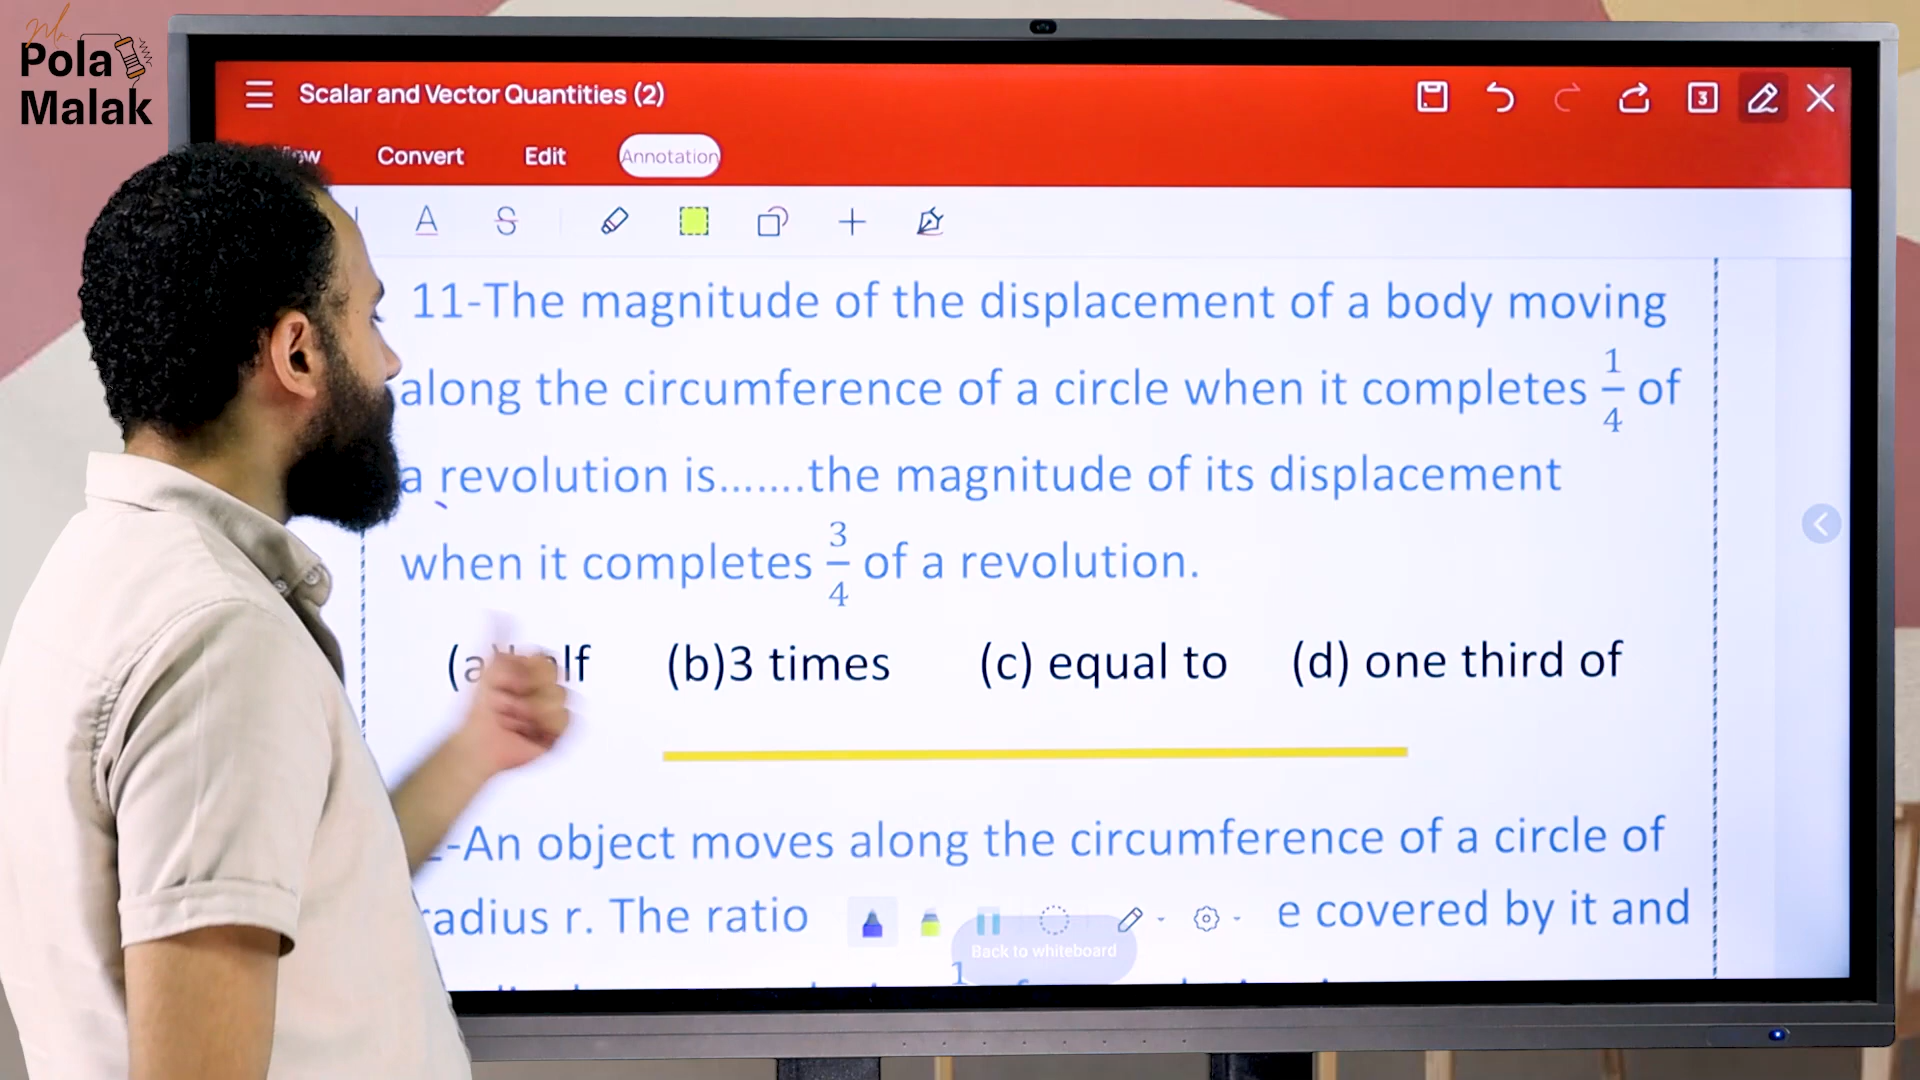 Mr.
Pola
Malak
Scalar and Vector Quantities (2)
3
Convert Edit Annotation
A S
11-The magnitude of the displacement of a body moving
along the circumference of a circle when it completes 1/4 of
a revolution is.......the magnitude of its displacement
when it completes 3/4 of a revolution.
(b)3 times (c) equal to (d) one third of
-An object moves along the circumference of a circle of
radius r. The ratio e covered by it and
Back to whiteboard
1